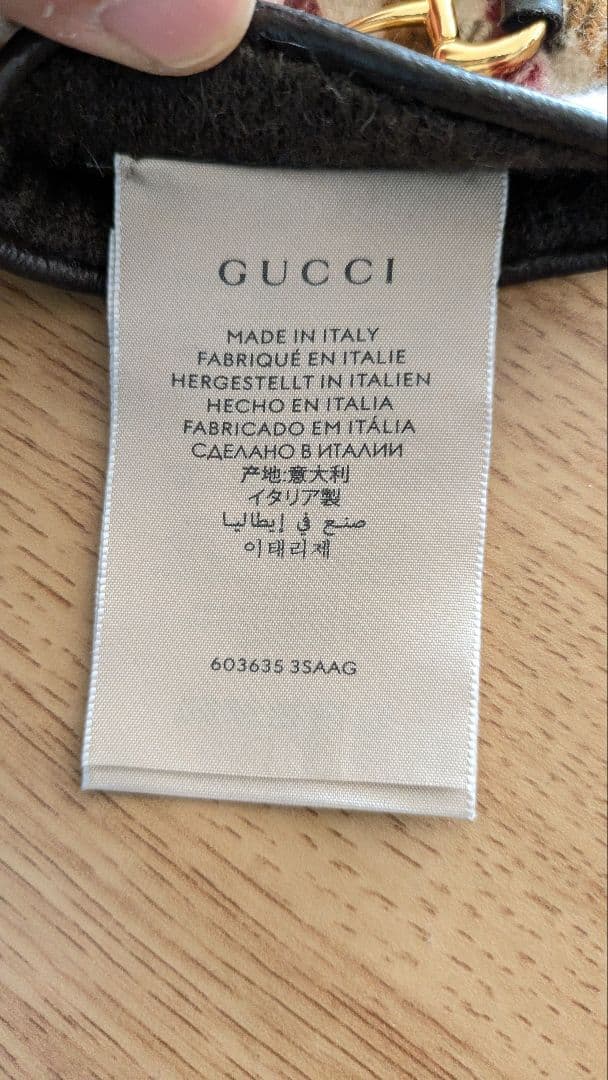 GUCCI
MADE IN ITALY
FABRIQUÉ EN ITALIE
HERGESTELLT IN ITALIEN
HECHO EN ITALIA
FABRICADO EM ITÁLIA
СДЕЛАНО В ИТАЛИИ
产地:意大利
イタリア製
صنع في إيطاليا
이태리제
603635 3SAAG